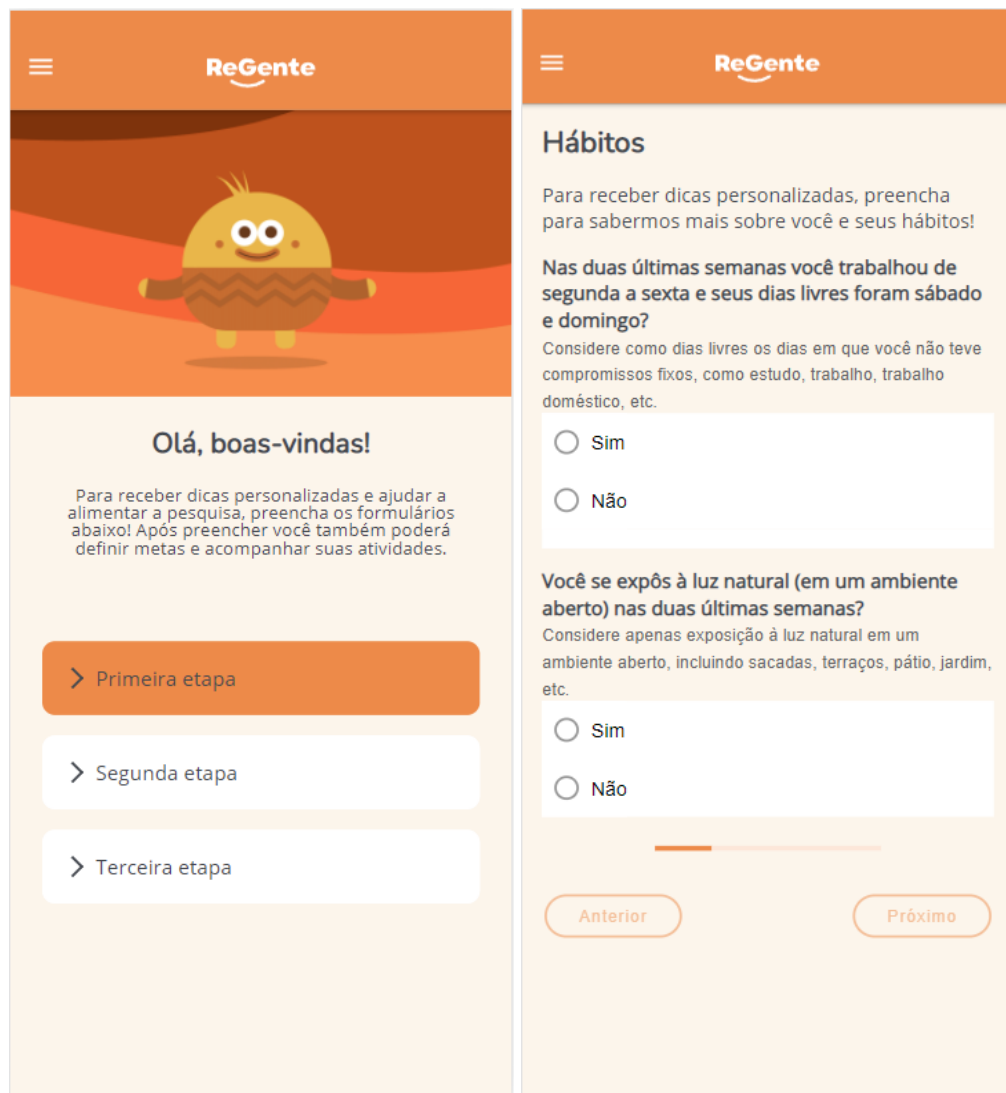 ReGente
Olá, boas-vindas!
Para receber dicas personalizadas e ajudar a
alimentar a pesquisa, preencha os formulários
abaixo! Após preencher você também poderá
definir metas e acompanhar suas atividades.
Primeira etapa
Segunda etapa
Terceira etapa
ReGente
Hábitos
Para receber dicas personalizadas, preencha
para sabermos mais sobre você e seus hábitos!
Nas duas últimas semanas você trabalhou de
segunda a sexta e seus dias livres foram sábado
e domingo?
Considere como dias livres os dias em que você não teve
compromissos fixos, como estudo, trabalho, trabalho
doméstico, etc.
Sim
Não
Você se expôs à luz natural (em um ambiente
aberto) nas duas últimas semanas?
Considere apenas exposição à luz natural em um
ambiente aberto, incluindo sacadas, terraços, pátio, jardim,
etc.
Sim
Não
Anterior
Próximo